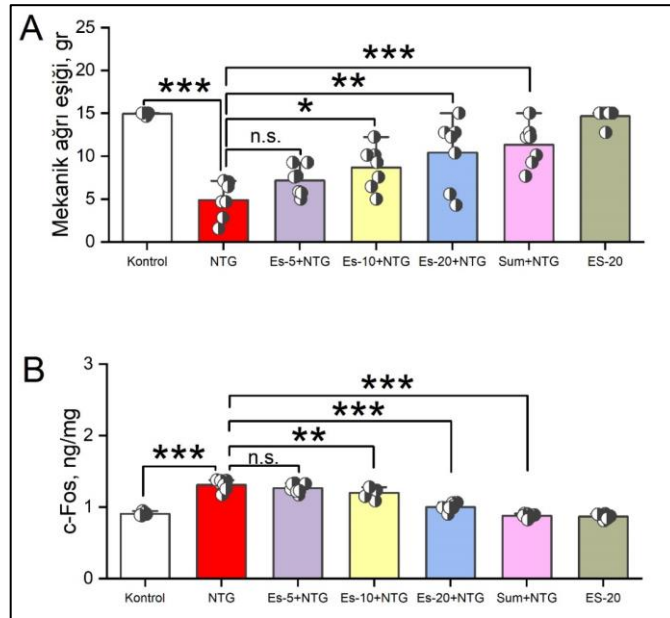 A
Mekanik ağrı eşiği, gr
25
20
15
10
5
0
***
n.s.
*
**
***
Kontrol NTG Es-5+NTG Es-10+NTG Es-20+NTG Sum+NTG ES-20
B
c-Fos, ng/mg
3
2
1
0
***
n.s.
**
***
***
Kontrol NTG Es-5+NTG Es-10+NTG Es-20+NTG Sum+NTG ES-20